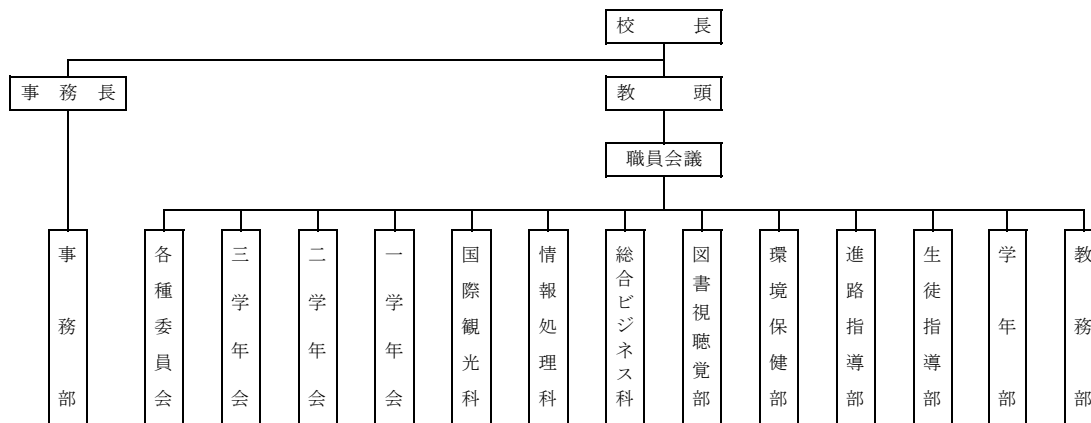 校長
事務長
教頭
職員会議
事務部
各種委員会
三学年会
二学年会
一学年会
国際観光科
情報処理科
総合ビジネス科
図書視聴覚部
環境保健部
進路指導部
生徒指導部
学年部
教務部